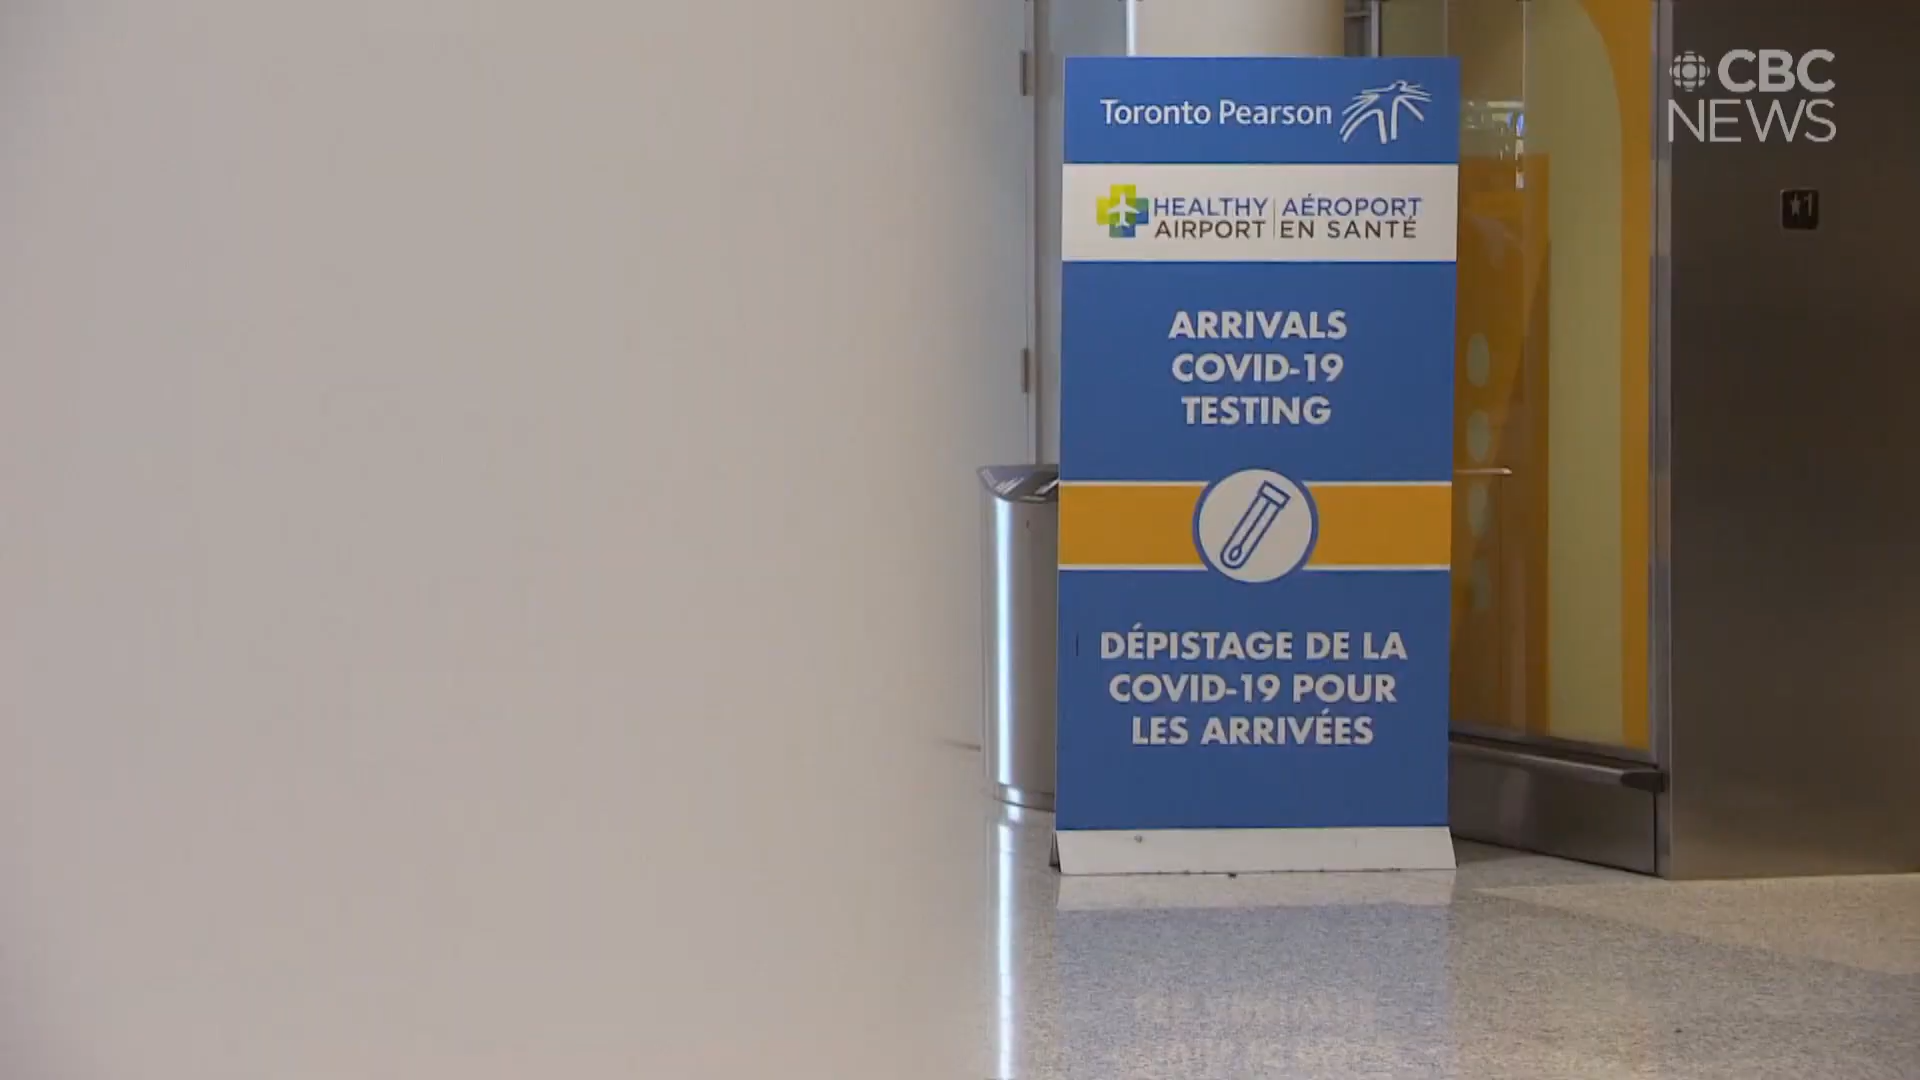 CBC
NEWS
Toronto Pearson
HEALTHY AIRPORT
AÉROPORT EN SANTÉ
ARRIVALS
COVID-19
TESTING
DÉPISTAGE DE LA
COVID-19 POUR
LES ARRIVÉES
★1